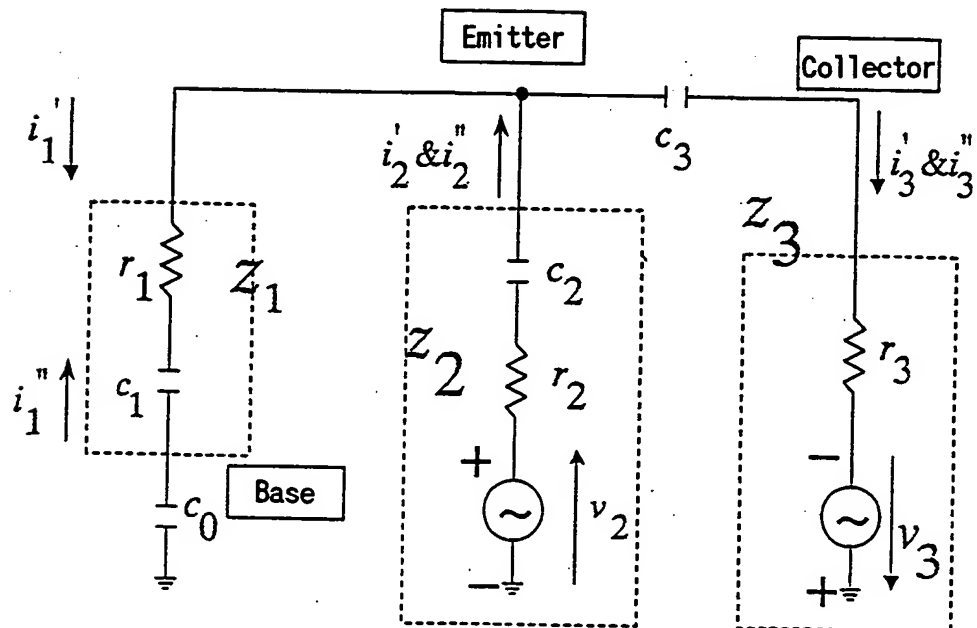 Emitter
Collector
i'1
i'2 & i"2
c3
i'3 & i"3
r1
Z1
c2
Z3
Z2
r2
r3
i"1
c1
+
−
c0
Base
~
v2
~
v3
−
+